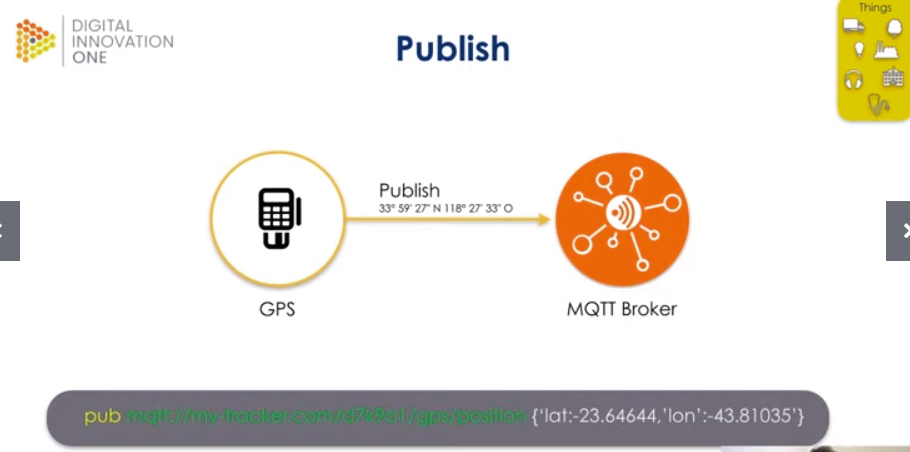 DIGITAL
INNOVATION
ONE
Publish
Things
Publish
33° 59' 27" N 118° 27' 33" O
GPS
MQTT Broker
pub mqtt://my-tracker.com/d7k9a1/gps/position {'lat:-23.64644,'lon':-43.81035'}